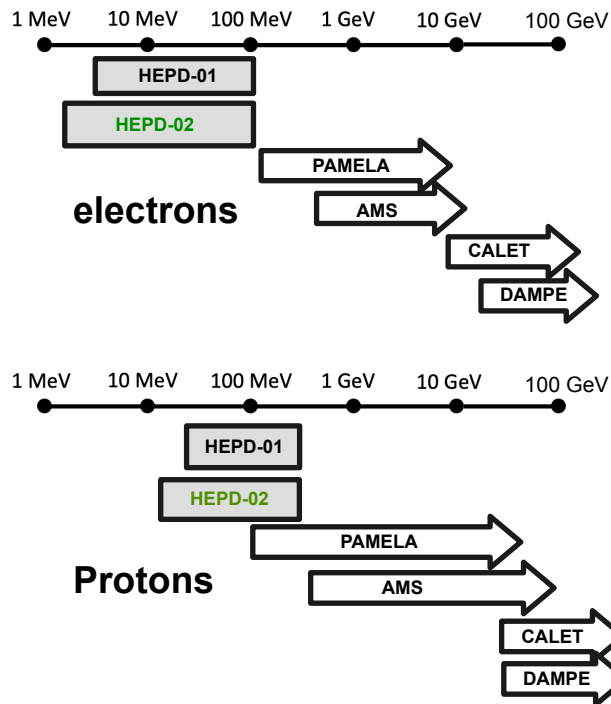 1 MeV 10 MeV 100 MeV 1 GeV 10 GeV 100 GeV
HEPD-01
HEPD-02
PAMELA
electrons
AMS
CALET
DAMPE
1 MeV 10 MeV 100 MeV 1 GeV 10 GeV 100 GeV
HEPD-01
HEPD-02
PAMELA
Protons
AMS
CALET
DAMPE